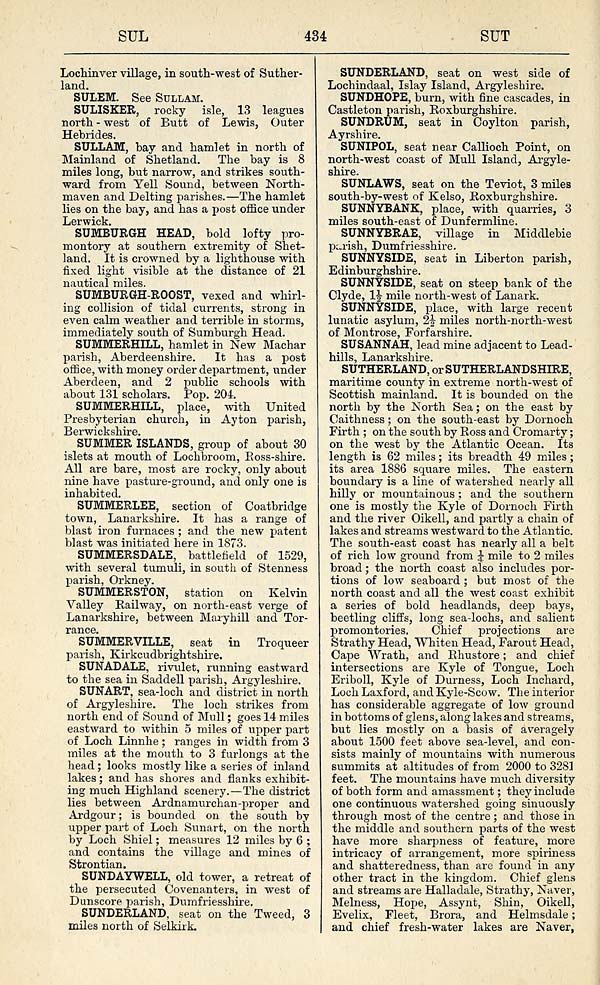 SUL 434 SUT
Lochinver village, in south-west of Suther-
land.
SULEM. See SULLAM.
SULISKER, rocky isle, 13 leagues
north-west of Butt of Lewis, Outer
Hebrides.
SULLAM, bay and hamlet in north of
Mainland of Shetland. The bay is 8
miles long, but narrow, and strikes south-
ward from Yell Sound, between North-
maven and Delting parishes.—The hamlet
lies on the bay, and has a post office under
Lerwick.
SUMBURGH HEAD, bold lofty pro-
montory at southern extremity of Shet-
land. It is crowned by a lighthouse with
fixed light visible at the distance of 21
nautical miles.
SUMBURGH-ROOST, vexed and whirl-
ing collision of tidal currents, strong in
even calm weather and terrible in storms,
immediately south of Sumburgh Head.
SUMMERHILL, hamlet in New Machar
parish, Aberdeenshire. It has a post
office, with money order department, under
Aberdeen, and 2 public schools with
about 131 scholars. Pop. 204.
SUMMERHILL, place, with United
Presbyterian church, in Ayton parish,
Berwickshire.
SUMMER ISLANDS, group of about 30
islets at mouth of Lochbroom, Ross-shire.
All are bare, most are rocky, only about
nine have pasture-ground, and only one is
inhabited.
SUMMERLEE, section of Coatbridge
town, Lanarkshire. It has a range of
blast iron furnaces; and the new patent
blast was initiated here in 1873.
SUMMERSDALE, battlefield of 1529,
with several tumuli, in south of Stenness
parish, Orkney.
SUMMERSTON, station on Kelvin
Valley Railway, on north-east verge of
Lanarkshire, between Maryhill and Tor-
rance.
SUMMERVILLE, seat in Troqueer
parish, Kirkcudbrightshire.
SUNADALE, rivulet, running eastward
to the sea in Saddell parish, Argyleshire.
SUNART, sea-loch and district in north
of Argyleshire. The loch strikes from
north end of Sound of Mull; goes 14 miles
eastward to within 5 miles of upper part
of Loch Linnhe; ranges in width from 3
miles at the mouth to 3 furlongs at the
head; looks mostly like a series of inland
lakes; and has shores and flanks exhibit-
ing much Highland scenery.—The district
lies between Ardnamurchan-proper and
Ardgour; is bounded on the south by
upper part of Loch Sunart, on the north
by Loch Shiel; measures 12 miles by 6;
and contains the village and mines of
Strontian.
SUNDAYWELL, old tower, a retreat of
the persecuted Covenanters, in west of
Dunscore parish, Dumfriesshire.
SUNDERLAND, seat on the Tweed, 3
miles north of Selkirk.
SUNDERLAND, seat on west side of
Lochindaal, Islay Island, Argyleshire.
SUNDHOPE, burn, with fine cascades, in
Castleton parish, Roxburghshire.
SUNDRUM, seat in Coylton parish,
Ayrshire.
SUNIPOL, seat near Callioch Point, on
north-west coast of Mull Island, Argyle-
shire.
SUNLAWS, seat on the Teviot, 3 miles
south-by-west of Kelso, Roxburghshire.
SUNNYBANK, place, with quarries, 3
miles south-east of Dunfermline.
SUNNYBRAE, village in Middlebie
parish, Dumfriesshire.
SUNNYSIDE, seat in Liberton parish,
Edinburghshire.
SUNNYSIDE, seat on steep bank of the
Clyde, 1½ mile north-west of Lanark.
SUNNYSIDE, place, with large recent
lunatic asylum, 2½ miles north-north-west
of Montrose, Forfarshire.
SUSANNAH, lead mine adjacent to Lead-
hills, Lanarkshire.
SUTHERLAND, or SUTHERLANDSHIRE,
maritime county in extreme north-west of
Scottish mainland. It is bounded on the
north by the North Sea; on the east by
Caithness; on the south-east by Dornoch
Firth; on the south by Ross and Cromarty;
on the west by the Atlantic Ocean. Its
length is 62 miles; its breadth 49 miles;
its area 1886 square miles. The eastern
boundary is a line of watershed nearly all
hilly or mountainous; and the southern
one is mostly the Kyle of Dornoch Firth
and the river Oikell, and partly a chain of
lakes and streams westward to the Atlantic.
The south-east coast has nearly all a belt
of rich low ground from ¼ mile to 2 miles
broad; the north coast also includes por-
tions of low seaboard; but most of the
north coast and all the west coast exhibit
a series of bold headlands, deep bays,
beetling cliffs, long sea-lochs, and salient
promontories. Chief projections are
Strathy Head, Whiten Head, Farout Head,
Cape Wrath, and Rhustore; and chief
intersections are Kyle of Tongue, Loch
Eriboll, Kyle of Durness, Loch Inchard,
Loch Laxford, and Kyle-Scow. The interior
has considerable aggregate of low ground
in bottoms of glens, along lakes and streams,
but lies mostly on a basis of averagely
about 1500 feet above sea-level, and con-
sists mainly of mountains with numerous
summits at altitudes of from 2000 to 3281
feet. The mountains have much diversity
of both form and amassment; they include
one continuous watershed going sinuously
through most of the centre; and those in
the middle and southern parts of the west
have more sharpness of feature, more
intricacy of arrangement, more spiriness
and shatteredness, than are found in any
other tract in the kingdom. Chief glens
and streams are Halladale, Strathy, Naver,
Melness, Hope, Assynt, Shin, Oikell,
Evelix, Fleet, Brora, and Helmsdale;
and chief fresh-water lakes are Naver,